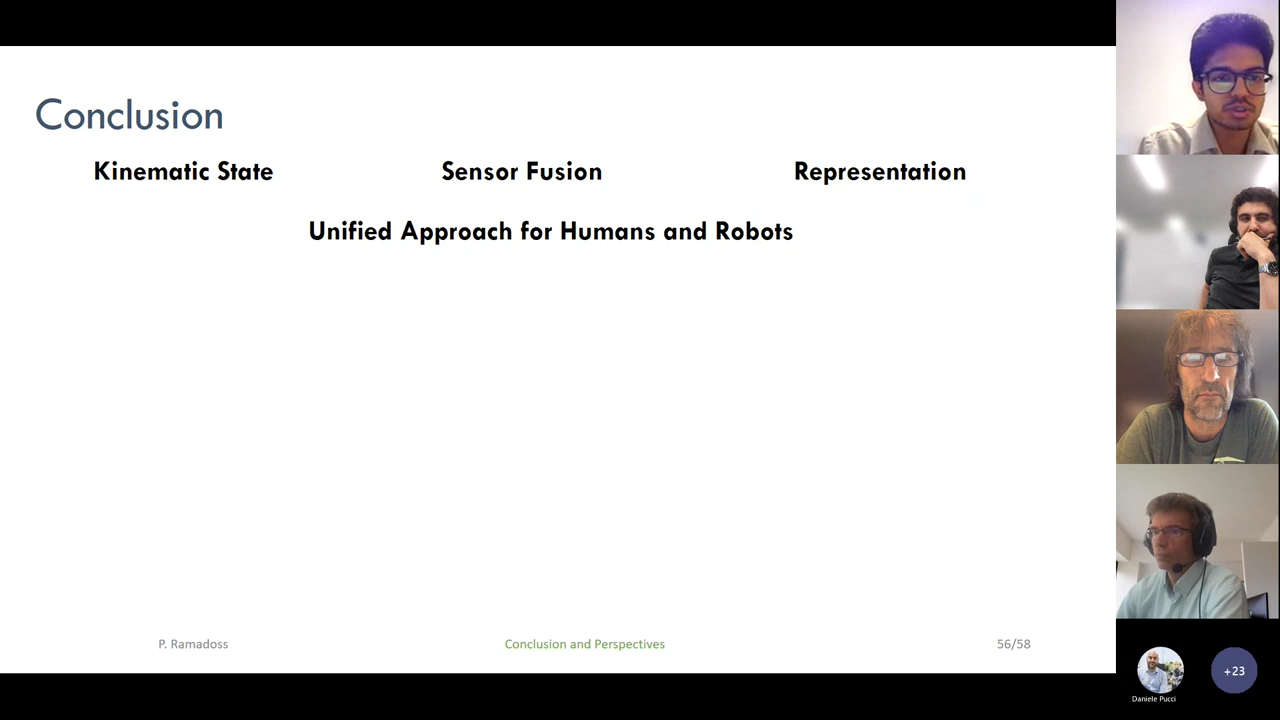 Conclusion
Kinematic State Sensor Fusion Representation
Unified Approach for Humans and Robots
P. Ramadoss Conclusion and Perspectives 56/58
+23
Daniele Pucci